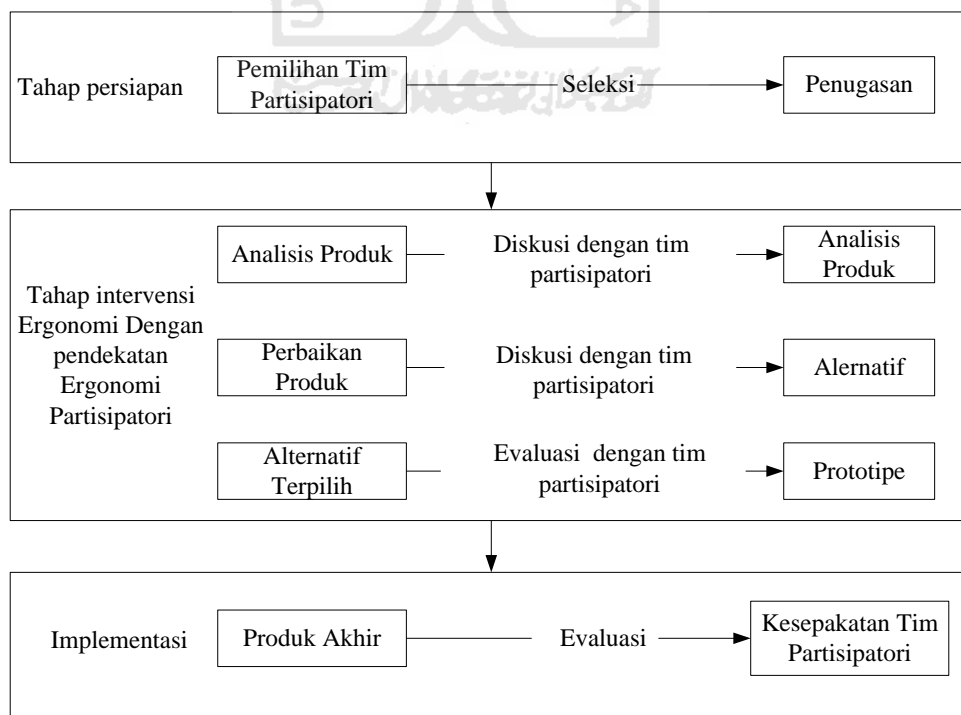 Tahap persiapan
Pemilihan Tim
Partisipatori
Seleksi
Penugasan
Tahap intervensi
Ergonomi Dengan
pendekatan
Ergonomi
Partisipatori
Analisis Produk
Diskusi dengan tim
partisipatori
Analisis
Produk
Perbaikan
Produk
Diskusi dengan tim
partisipatori
Alernatif
Alternatif
Terpilih
Evaluasi dengan tim
partisipatori
Prototipe
Implementasi
Produk Akhir
Evaluasi
Kesepakatan Tim
Partisipatori